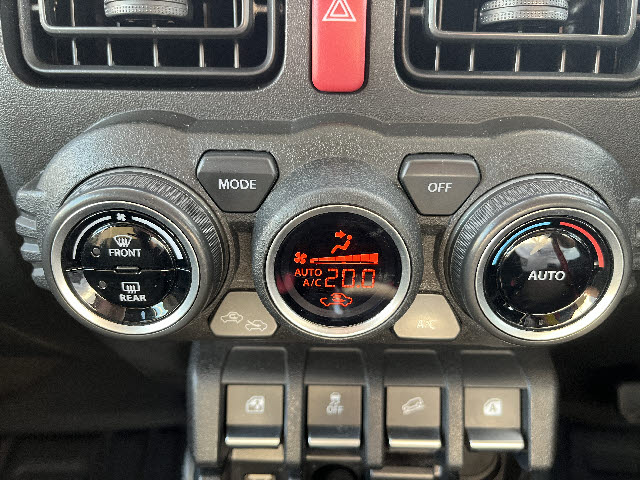 MODE
OFF
FRONT
REAR
AUTO 20.0
A/C
AUTO
A/C
OFF
A